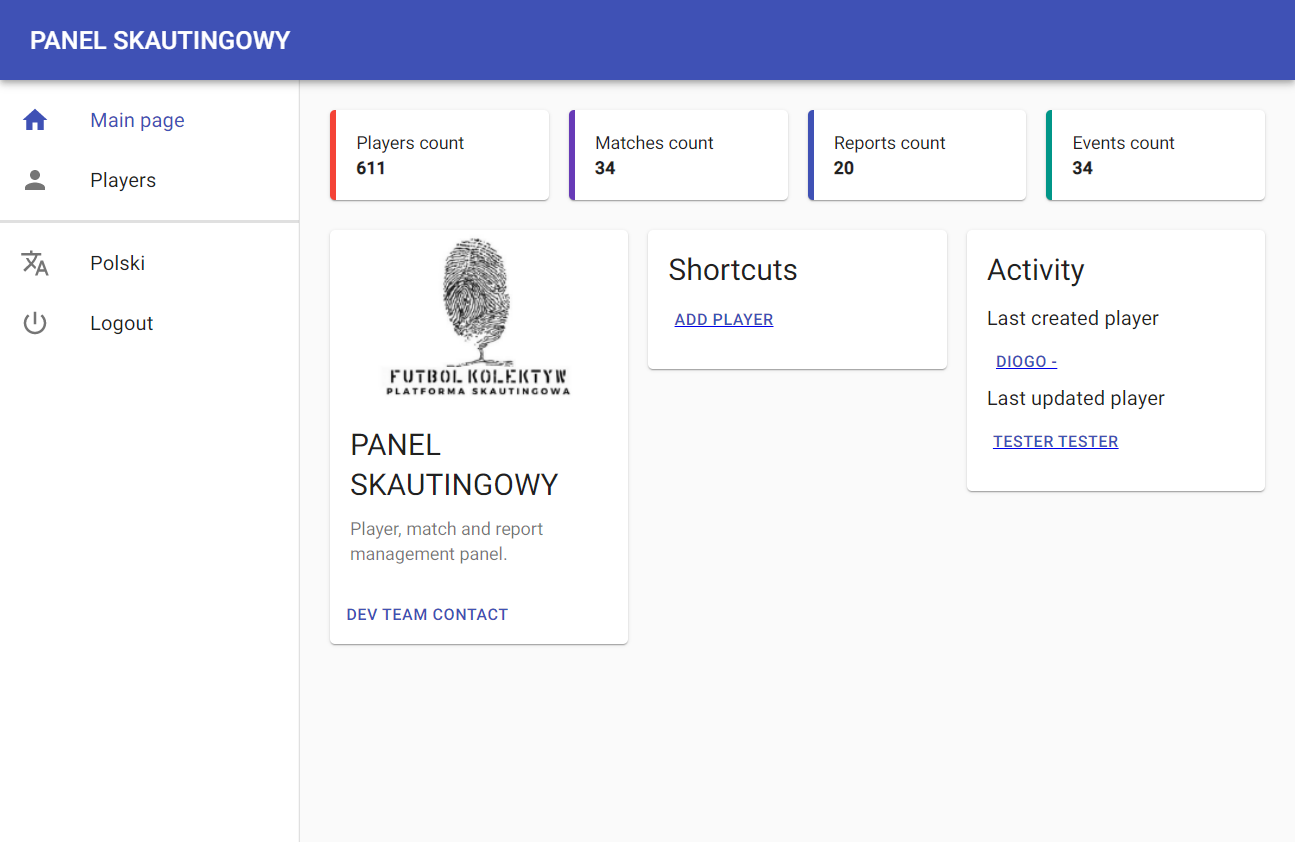 PANEL SKAUTINGOWY
Main page
Players
Polski
Logout
Players count
611
Matches count
34
Reports count
20
Events count
34
FUTBOL KOLEKTYW
PLATFORMA SKAUTINGOWA
PANEL
SKAUTINGOWY
Player, match and report
management panel.
DEV TEAM CONTACT
Shortcuts
ADD PLAYER
Activity
Last created player
DIOGO -
Last updated player
TESTER TESTER